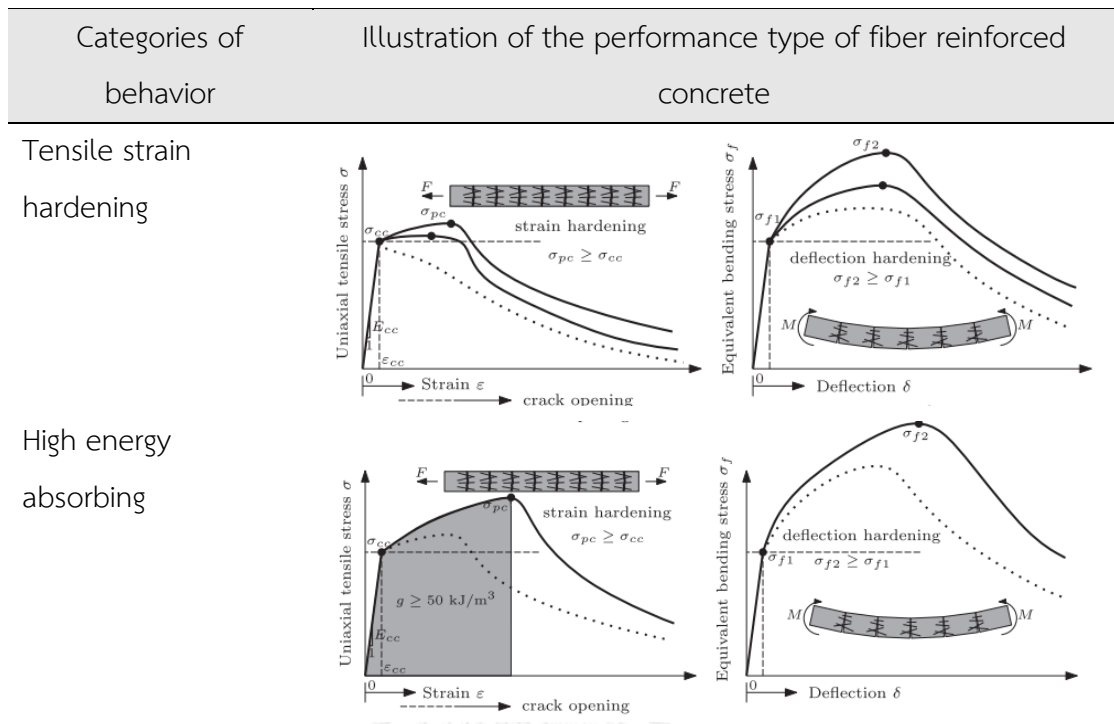 Categories of
behavior
Illustration of the performance type of fiber reinforced
concrete
Tensile strain
hardening
Uniaxial tensile stress σ
F
F
σpc
σcc
strain hardening
σpc ≥ σcc
Ecc
1
εcc
0
Strain ε
crack opening
Equivalent bending stress σf
σf2
σf1
deflection hardening
σf2 ≥ σf1
M
M
0
Deflection δ
High energy
absorbing
Uniaxial tensile stress σ
F
F
σpc
σcc
strain hardening
σpc ≥ σcc
g ≥ 50 kJ/m³
Ecc
1
εcc
0
Strain ε
crack opening
Equivalent bending stress σf
σf2
deflection hardening
σf1
σf2 ≥ σf1
M
M
0
Deflection δ